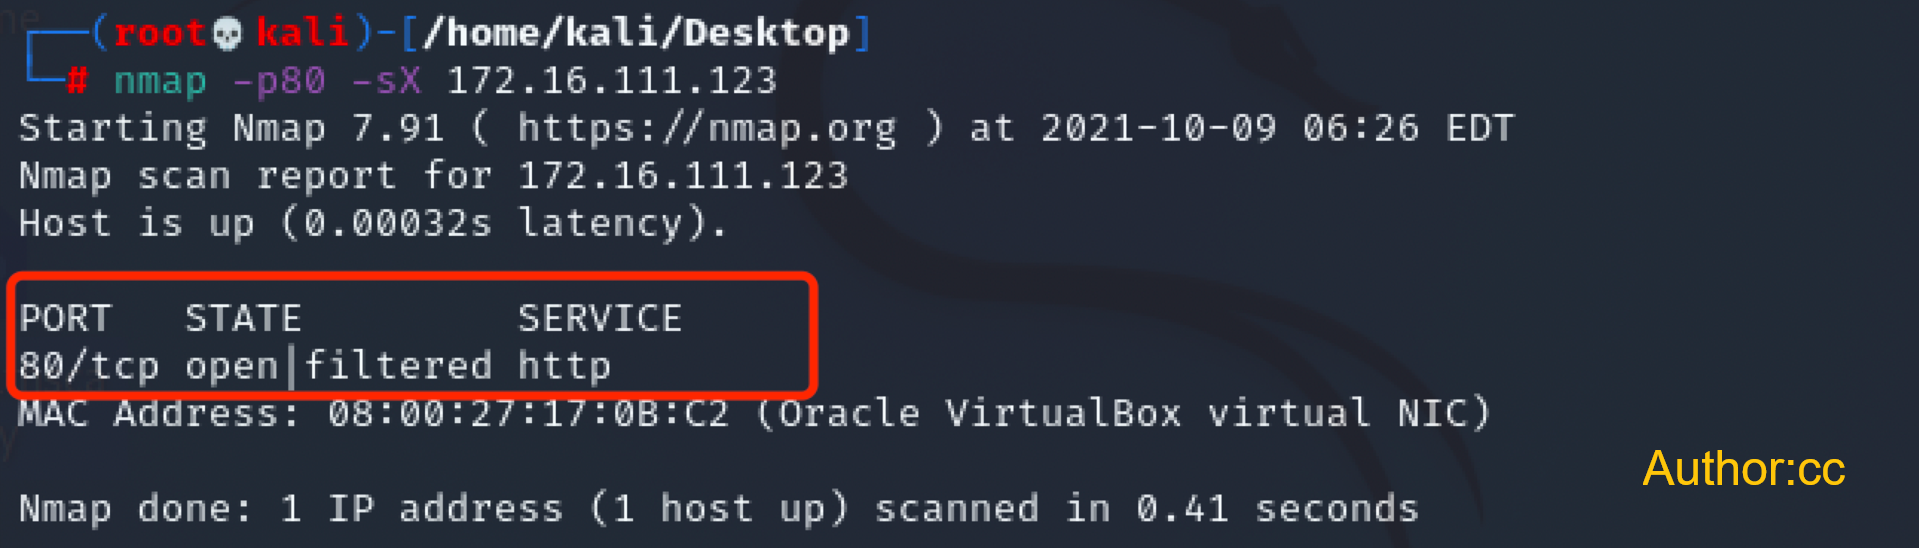 (root💀kali)-[/home/kali/Desktop]
# nmap -p80 -sX 172.16.111.123
Starting Nmap 7.91 ( https://nmap.org ) at 2021-10-09 06:26 EDT
Nmap scan report for 172.16.111.123
Host is up (0.00032s latency).
PORT   STATE         SERVICE
80/tcp open|filtered http
MAC Address: 08:00:27:17:0B:C2 (Oracle VirtualBox virtual NIC)
Author:cc
Nmap done: 1 IP address (1 host up) scanned in 0.41 seconds